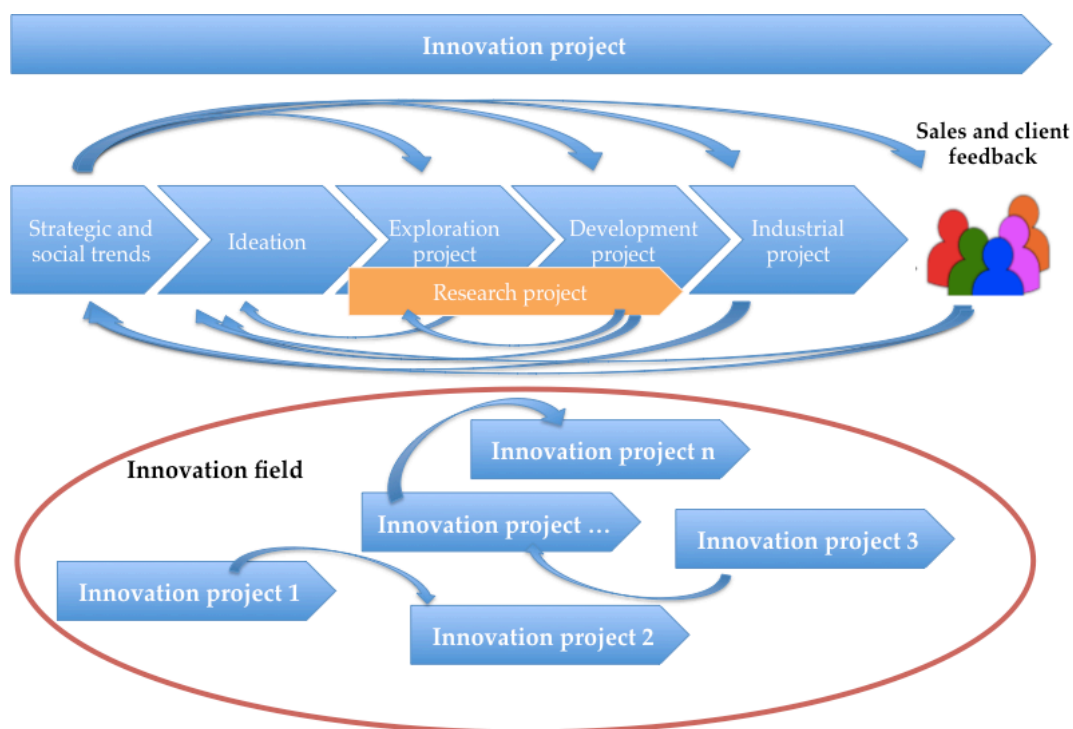 Innovation project
Sales and client
feedback
Strategic and
social trends
Ideation
Exploration
project
Development
project
Industrial
project
Research project
Innovation field
Innovation project n
Innovation project …
Innovation project 3
Innovation project 1
Innovation project 2